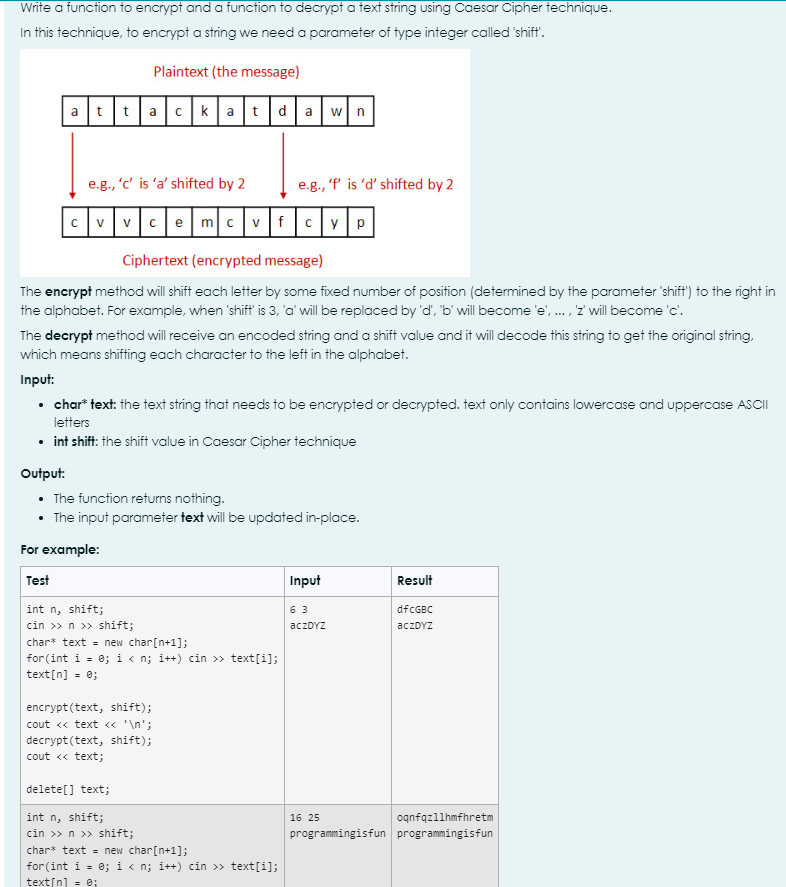 Write a function to encrypt and a function to decrypt a text string using Caesar Cipher technique.
In this technique, to encrypt a string we need a parameter of type integer called 'shift'.
Plaintext (the message)
a t t a c k a t d a w n
e.g., 'c' is 'a' shifted by 2 e.g., 'f' is 'd' shifted by 2
c v v c e m c v f c y p
Ciphertext (encrypted message)
The encrypt method will shift each letter by some fixed number of position (determined by the parameter 'shift') to the right in
the alphabet. For example, when 'shift' is 3, 'a' will be replaced by 'd', 'b' will become 'e', ... , 'z' will become 'c'.
The decrypt method will receive an encoded string and a shift value and it will decode this string to get the original string,
which means shifting each character to the left in the alphabet.
Input:
• char* text: the text string that needs to be encrypted or decrypted. text only contains lowercase and uppercase ASCII
letters
• int shift: the shift value in Caesar Cipher technique
Output:
• The function returns nothing.
• The input parameter text will be updated in-place.
For example:
Test Input Result
int n, shift; 6 3 dfcGBC
cin >> n >> shift; aczDYZ aczDYZ
char* text = new char[n+1];
for(int i = 0; i < n; i++) cin >> text[i];
text[n] = 0;
encrypt(text, shift);
cout << text << '\n';
decrypt(text, shift);
cout << text;
delete[] text;
int n, shift; 16 25 oqnfqzllhmfhretm
cin >> n >> shift; programmingisfun programmingisfun
char* text = new char[n+1];
for(int i = 0; i < n; i++) cin >> text[i];
text[n] = 0;